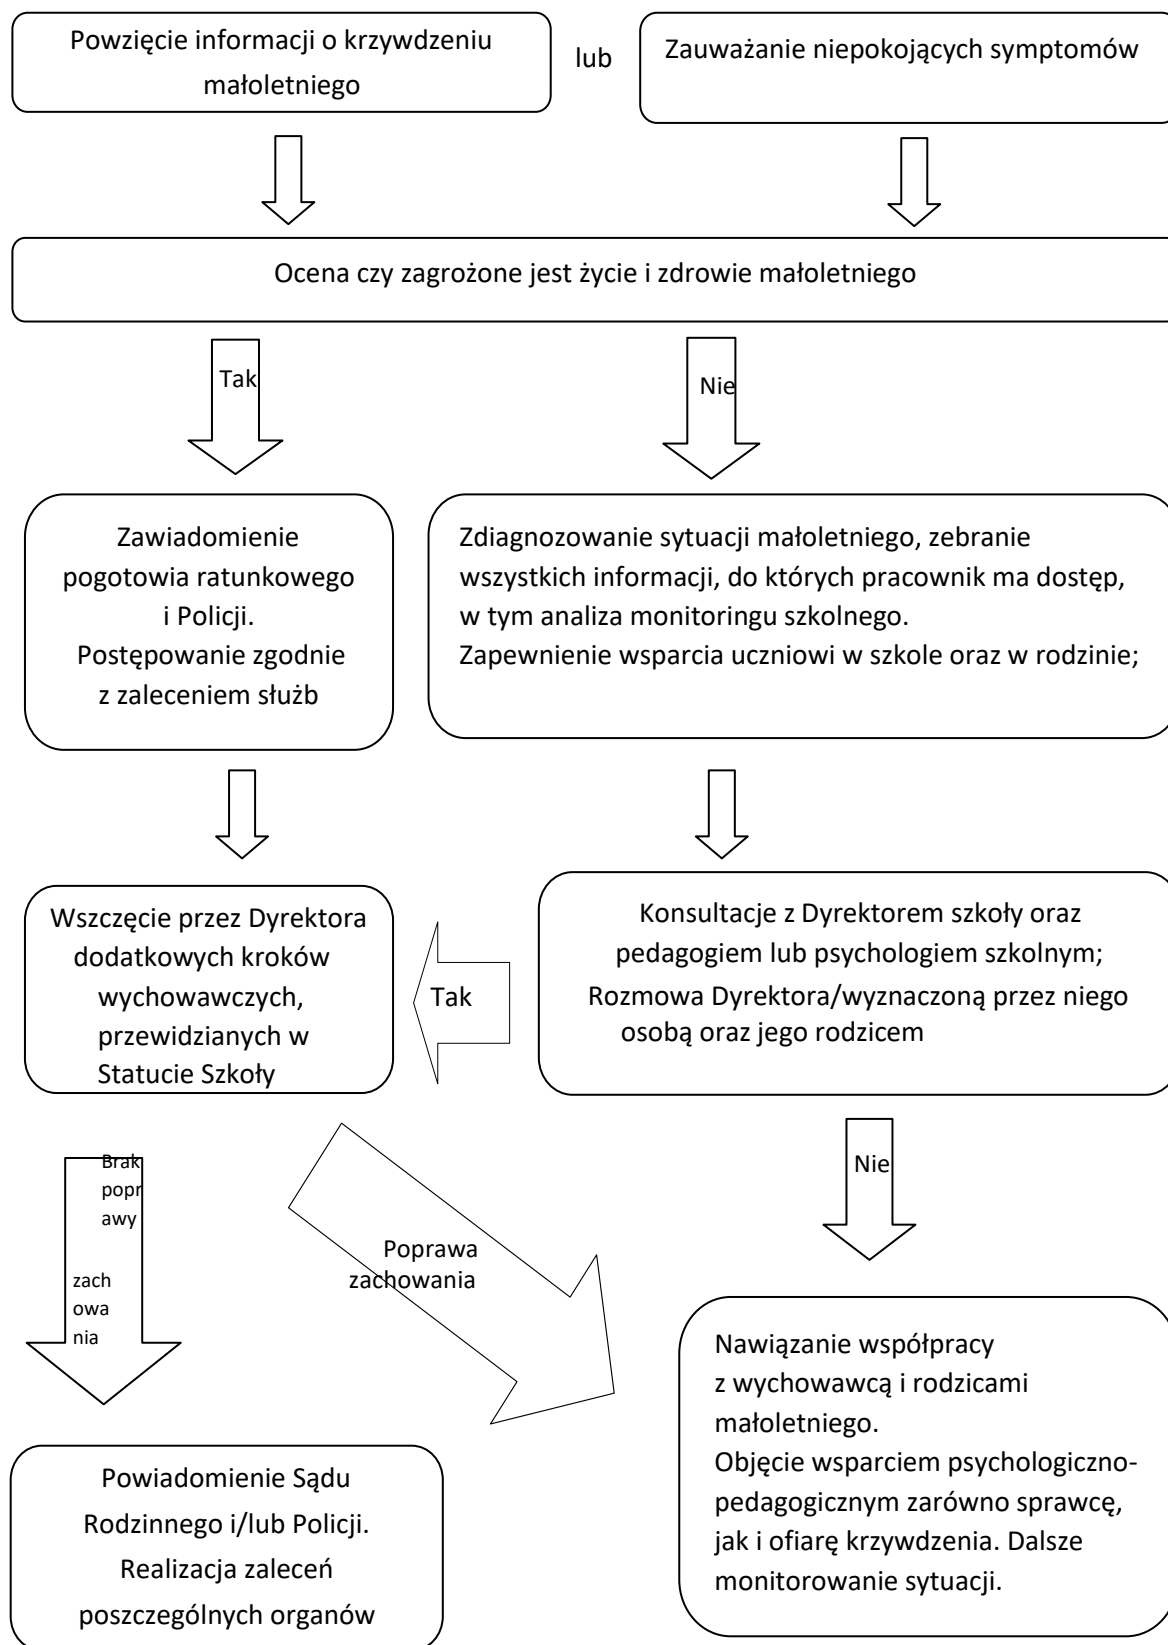 Powzięcie informacji o krzywdzeniu
małoletniego
lub
Zauważanie niepokojących symptomów
Ocena czy zagrożone jest życie i zdrowie małoletniego
Tak
Nie
Zawiadomienie
pogotowia ratunkowego
i Policji.
Postępowanie zgodnie
z zaleceniem służb
Zdiagnozowanie sytuacji małoletniego, zebranie
wszystkich informacji, do których pracownik ma dostęp,
w tym analiza monitoringu szkolnego.
Zapewnienie wsparcia uczniowi w szkole oraz w rodzinie;
Wszczęcie przez Dyrektora
dodatkowych kroków
wychowawczych,
przewidzianych w
Statucie Szkoły
Tak
Konsultacje z Dyrektorem szkoły oraz
pedagogiem lub psychologiem szkolnym;
Rozmowa Dyrektora/wyznaczoną przez niego
osobą oraz jego rodzicem
Brak
popr
awy
zach
owa
nia
Poprawa
zachowania
Nie
Powiadomienie Sądu
Rodzinnego i/lub Policji.
Realizacja zaleceń
poszczególnych organów
Nawiązanie współpracy
z wychowawcą i rodzicami
małoletniego.
Objęcie wsparciem psychologiczno-
pedagogicznym zarówno sprawcę,
jak i ofiarę krzywdzenia. Dalsze
monitorowanie sytuacji.